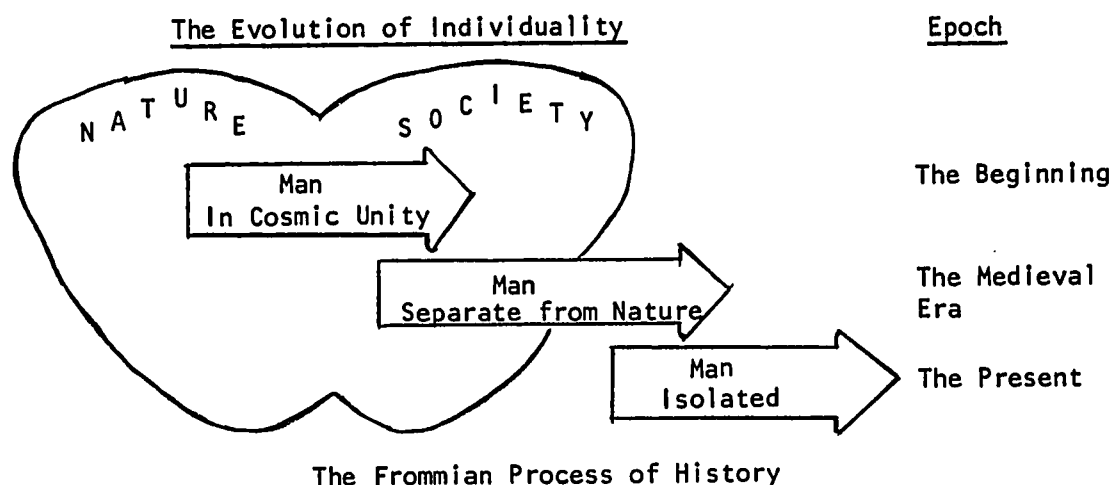 The Evolution of Individuality
Epoch
NATURE
SOCIETY
Man
In Cosmic Unity
The Beginning
Man
Separate from Nature
The Medieval
Era
Man
Isolated
The Present
The Frommian Process of History